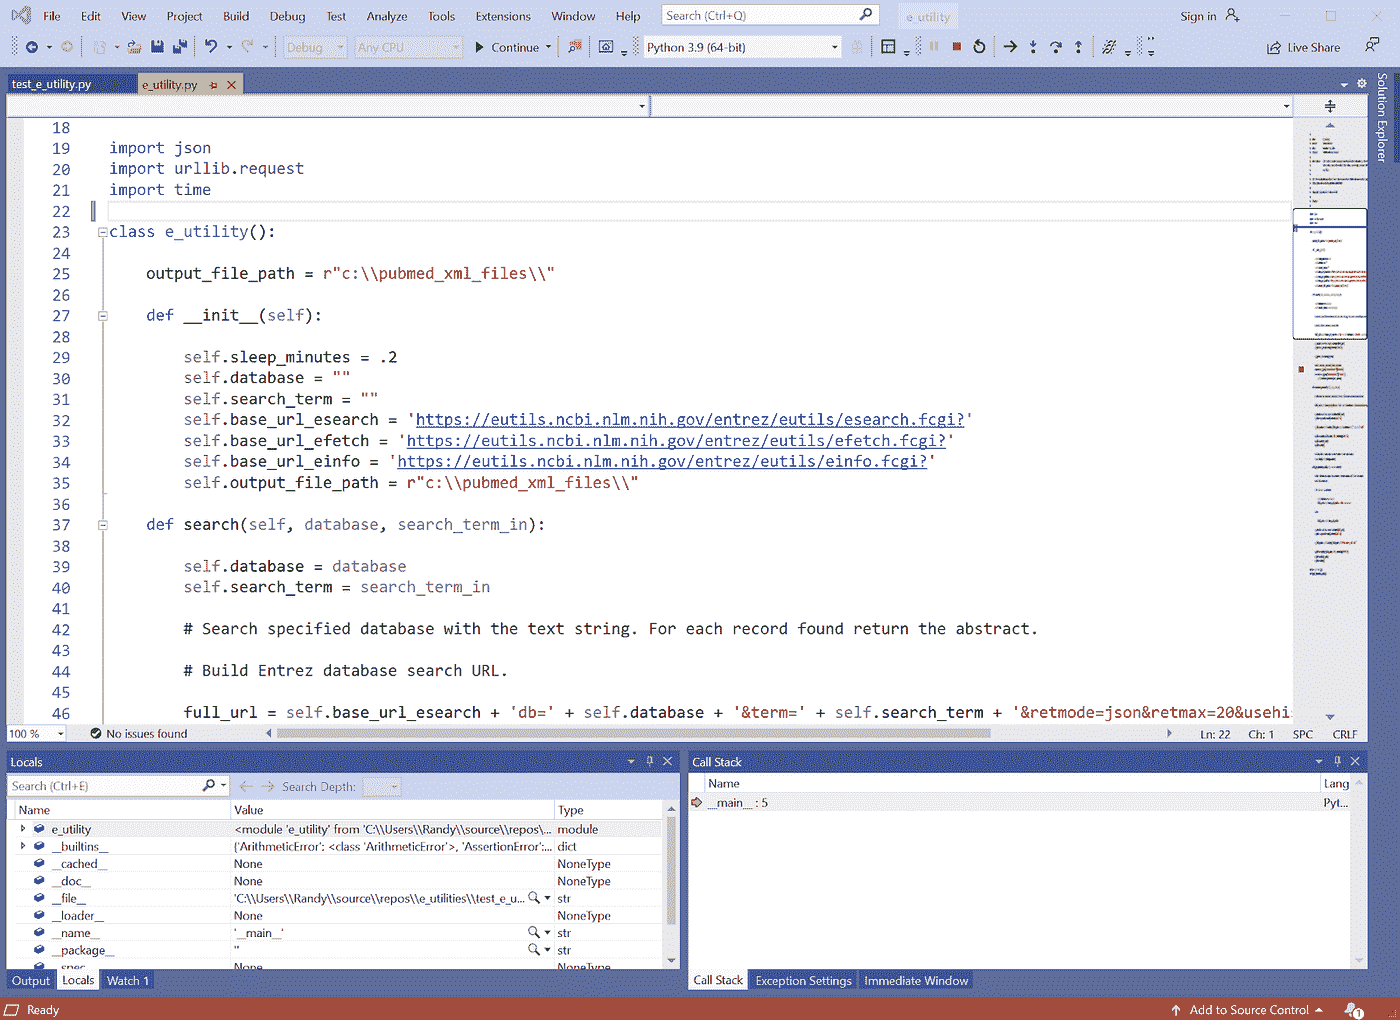 File Edit View Project Build Debug Test Analyze Tools Extensions Window Help Search (Ctrl+Q) e utility Sign in
Debug Any CPU Continue Python 3.9 (64-bit) Live Share
test_e_utility.py e_utility.py
Solution Explorer
18
19 import json
20 import urllib.request
21 import time
22
23 class e_utility():
24
25 output_file_path = r"c:\\pubmed_xml_files\\"
26
27 def __init__(self):
28
29 self.sleep_minutes = .2
30 self.database = ""
31 self.search_term = ""
32 self.base_url_esearch = 'https://eutils.ncbi.nlm.nih.gov/entrez/eutils/esearch.fcgi?'
33 self.base_url_efetch = 'https://eutils.ncbi.nlm.nih.gov/entrez/eutils/efetch.fcgi?'
34 self.base_url_einfo = 'https://eutils.ncbi.nlm.nih.gov/entrez/eutils/einfo.fcgi?'
35 self.output_file_path = r"c:\\pubmed_xml_files\\"
36
37 def search(self, database, search_term_in):
38
39 self.database = database
40 self.search_term = search_term_in
41
42 # Search specified database with the text string. For each record found return the abstract.
43
44 # Build Entrez database search URL.
45
46 full_url = self.base_url_esearch + 'db=' + self.database + '&term=' + self.search_term + '&retmode=json&retmax=20&usehi
100 % No issues found Ln: 22 Ch: 1 SPC CRLF
Locals
Search (Ctrl+E) Search Depth:
Name Value Type
e_utility <module 'e_utility' from 'C:\\Users\\Randy\\source\\repos\... module
__builtins__ {'ArithmeticError': <class 'ArithmeticError'>, 'AssertionError':... dict
__cached__ None NoneType
__doc__ None NoneType
__file__ 'C:\\Users\\Randy\\source\\repos\\e_utilities\\test_e_u... str
__loader__ None NoneType
__name__ '__main__' str
__package__ '' str
__spec__ None NoneType
Output Locals Watch 1
Call Stack
Name Lang
__main__ : 5 Pyt...
Call Stack Exception Settings Immediate Window
Ready Add to Source Control 1